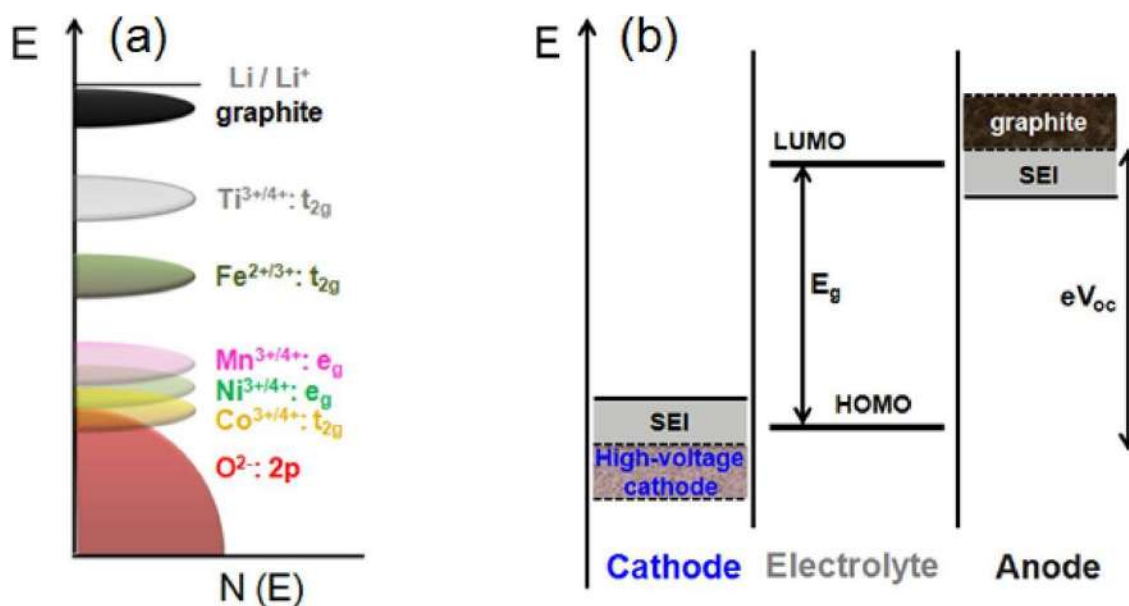 E
(a)
Li / Li⁺
graphite
Ti³⁺/⁴⁺: t₂g
Fe²⁺/³⁺: t₂g
Mn³⁺/⁴⁺: e_g
Ni³⁺/⁴⁺: e_g
Co³⁺/⁴⁺: t₂g
O²⁻: 2p
N (E)
E
(b)
graphite
LUMO
SEI
E_g
eV_oc
HOMO
SEI
High-voltage
cathode
Cathode
Electrolyte
Anode